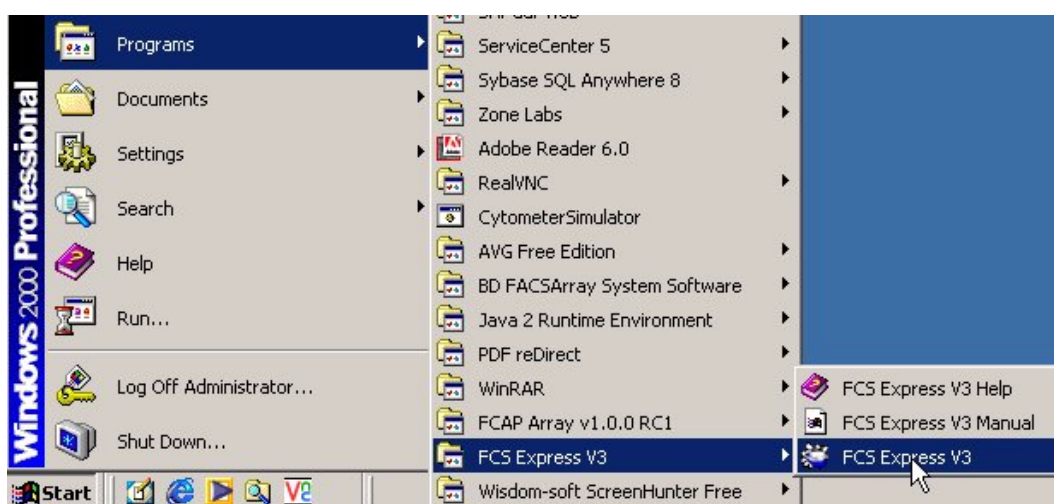 Windows 2000 Professional
Programs
Documents
Settings
Search
Help
Run...
Log Off Administrator...
Shut Down...
Start
ServiceCenter 5
Sybase SQL Anywhere 8
Zone Labs
Adobe Reader 6.0
RealVNC
CytometerSimulator
AVG Free Edition
BD FACSArray System Software
Java 2 Runtime Environment
PDF reDirect
WinRAR
FCAP Array v1.0.0 RC1
FCS Express V3
Wisdom-soft ScreenHunter Free
FCS Express V3 Help
FCS Express V3 Manual
FCS Express V3